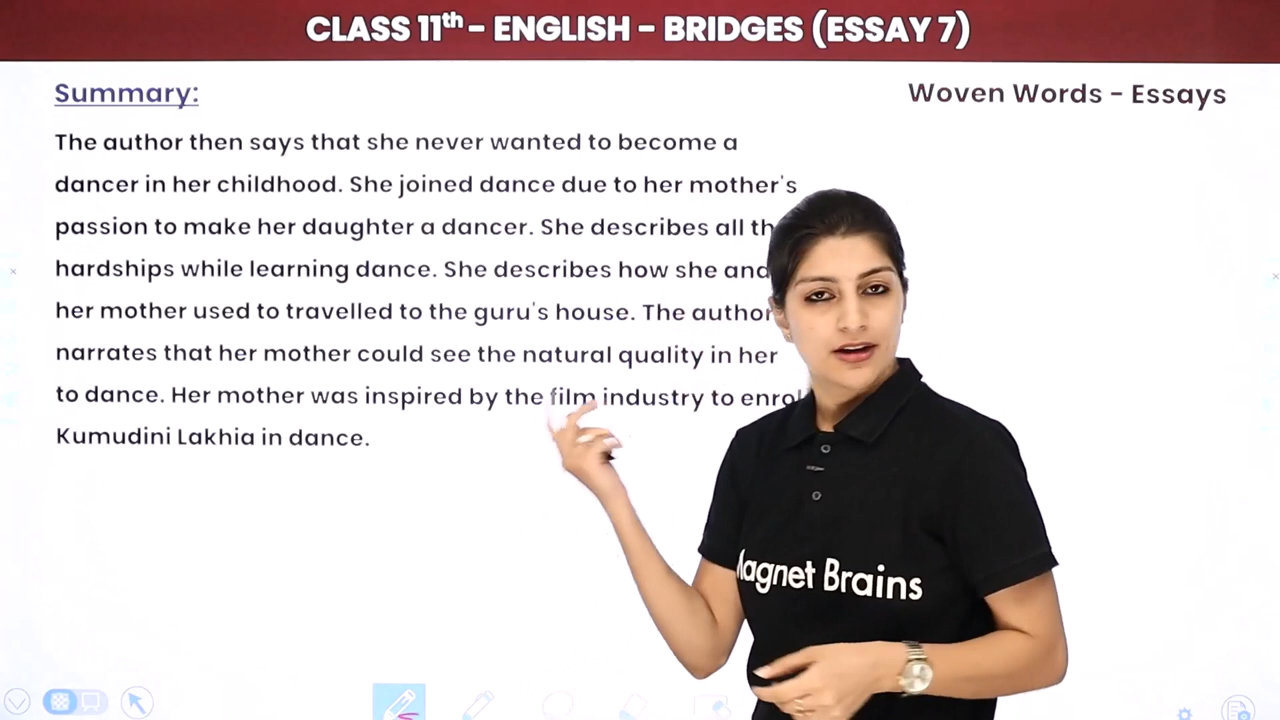 CLASS 11th - ENGLISH - BRIDGES (ESSAY 7)
Summary:
Woven Words - Essays
The author then says that she never wanted to become a
dancer in her childhood. She joined dance due to her mother's
passion to make her daughter a dancer. She describes all th
hardships while learning dance. She describes how she and
her mother used to travelled to the guru's house. The author
narrates that her mother could see the natural quality in her
to dance. Her mother was inspired by the film industry to enrol
Kumudini Lakhia in dance.
Magnet Brains